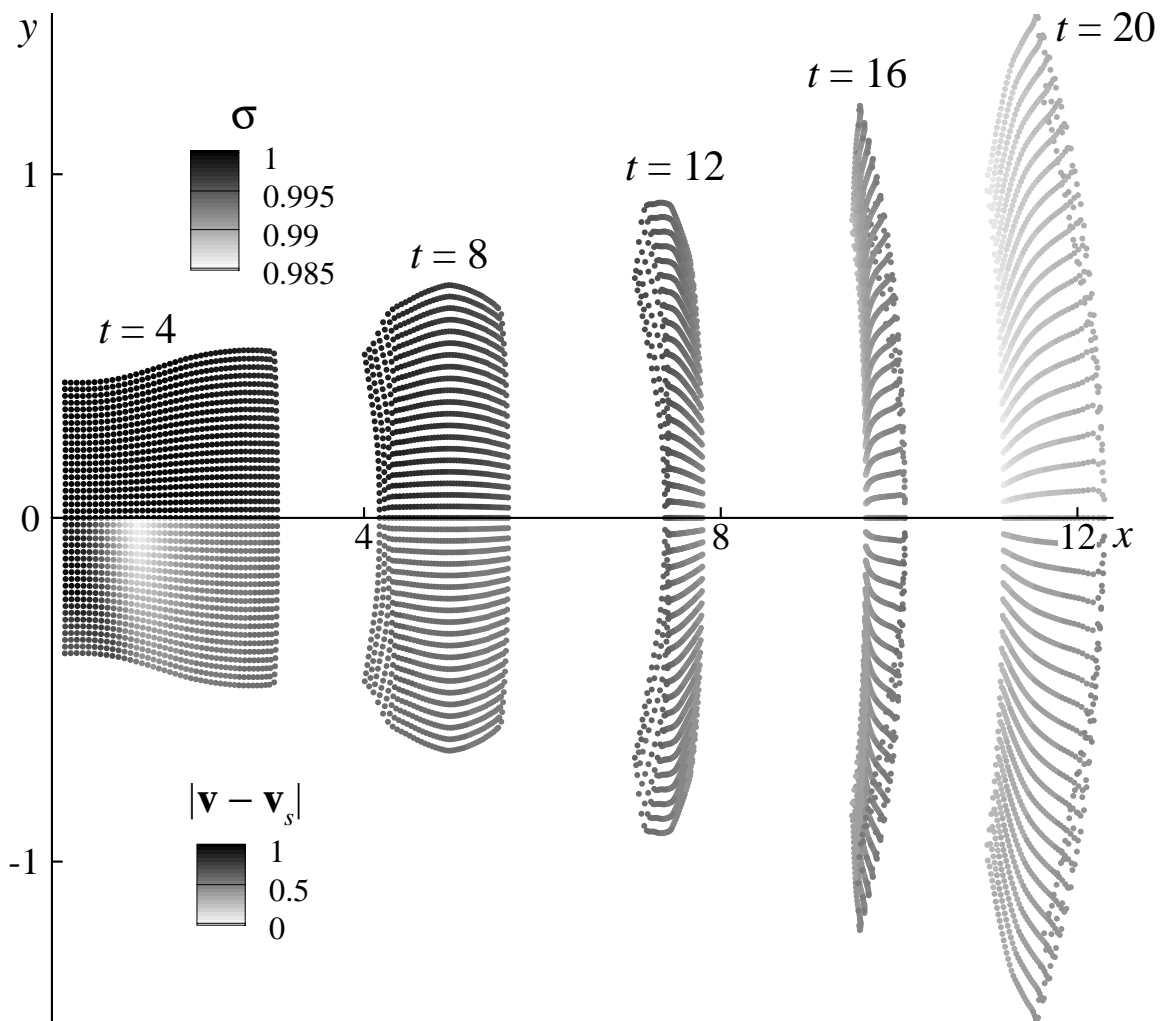 y
t = 20
t = 16
σ
1
0.995
0.99
0.985
1
t = 12
t = 8
t = 4
0
4
8
12
x
|v − vₛ|
1
0.5
0
-1